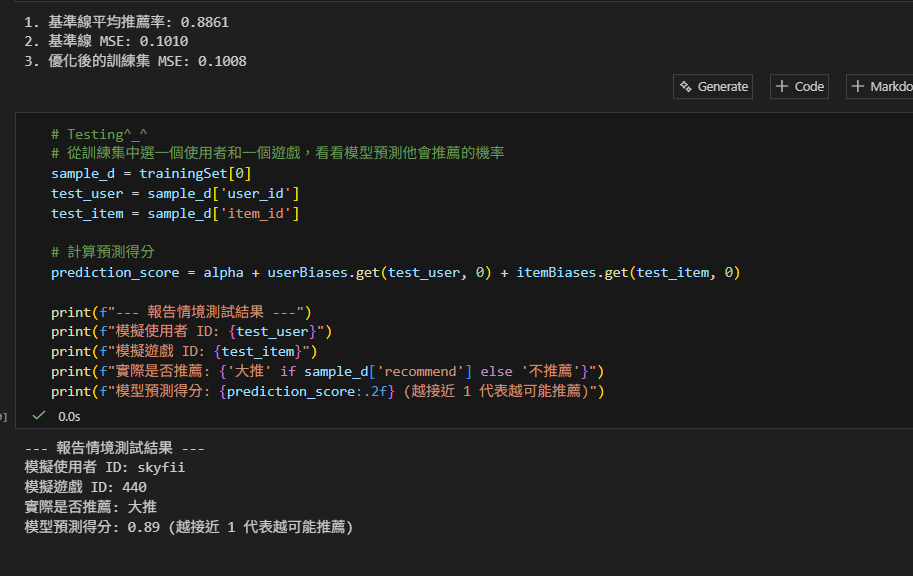 1. 基準線平均推薦率: 0.8861
2. 基準線 MSE: 0.1010
3. 優化後的訓練集 MSE: 0.1008
Generate + Code + Markdo
# Testing^_^
# 從訓練集中選一個使用者和一個遊戲，看看模型預測他會推薦的機率
sample_d = trainingSet[0]
test_user = sample_d['user_id']
test_item = sample_d['item_id']
# 計算預測得分
prediction_score = alpha + userBiases.get(test_user, 0) + itemBiases.get(test_item, 0)
print(f"--- 報告情境測試結果 ---")
print(f"模擬使用者 ID: {test_user}")
print(f"模擬遊戲 ID: {test_item}")
print(f"實際是否推薦: {'大推' if sample_d['recommend'] else '不推薦'}")
print(f"模型預測得分: {prediction_score:.2f} (越接近 1 代表越可能推薦)")
0.0s
--- 報告情境測試結果 ---
模擬使用者 ID: skyfii
模擬遊戲 ID: 440
實際是否推薦: 大推
模型預測得分: 0.89 (越接近 1 代表越可能推薦)